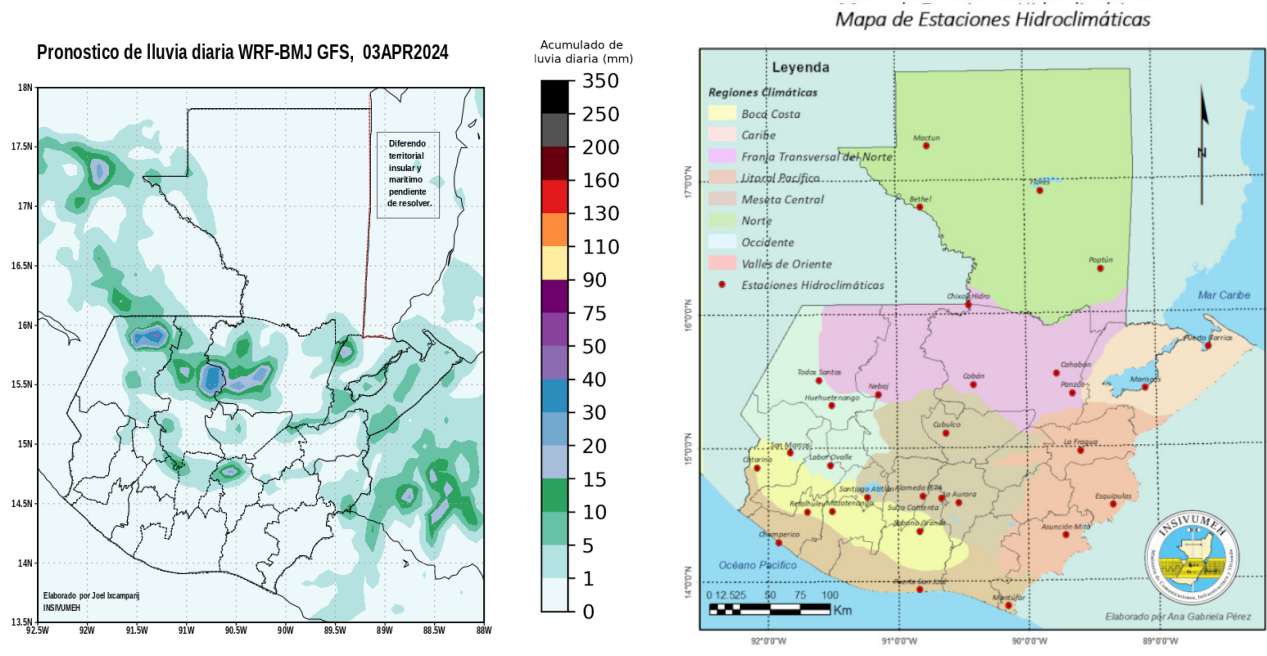 Pronostico de lluvia diaria WRF-BMJ GFS, 03APR2024
18N
17.5N
17N
16.5N
16N
15.5N
15N
14.5N
14N
13.5N
92.5W
92W
91.5W
91W
90.5W
90W
89.5W
89W
88.5W
88W
Diferendo
territorial
insular y
maritimo
pendiente
de resolver.
Elaborado por Joel Ixcamparij
INSIVUMEH
Acumulado de
lluvia diaria (mm)
350
250
200
160
130
110
90
75
50
40
30
20
15
10
5
1
0
Mapa de Estaciones Hidroclimáticas
Leyenda
Regiones Climáticas
Boca Costa
Caribe
Franja Transversal del Norte
Litoral Pacífico
Meseta Central
Norte
Occidente
Valles de Oriente
Estaciones Hidroclimáticas
N
Mactun
Flores
Bethel
Poptún
Chixoy Hidro
Mar Caribe
Puerto Barrios
Todos Santos
Nebaj
Cobán
Cahabón
Panzós
Mariscos
Huehuetenango
Cubulco
La Fragua
San Marcos
Catarina
Labor Ovalle
Santiago Atitlán
Alameda ICTA
La Aurora
Suiza Contenta
Esquipulas
Retalhuleu
Mazatenango
Sabana Grande
Asunción Mita
Champerico
Océano Pacifico
Puerto San José
Montúfar
0 12.525 50 75 100
Km
INSIVUMEH
Elaborado por Ana Gabriela Pérez
17°0'0"N
16°0'0"N
15°0'0"N
14°0'0"N
92°0'0"W
91°0'0"W
90°0'0"W
89°0'0"W